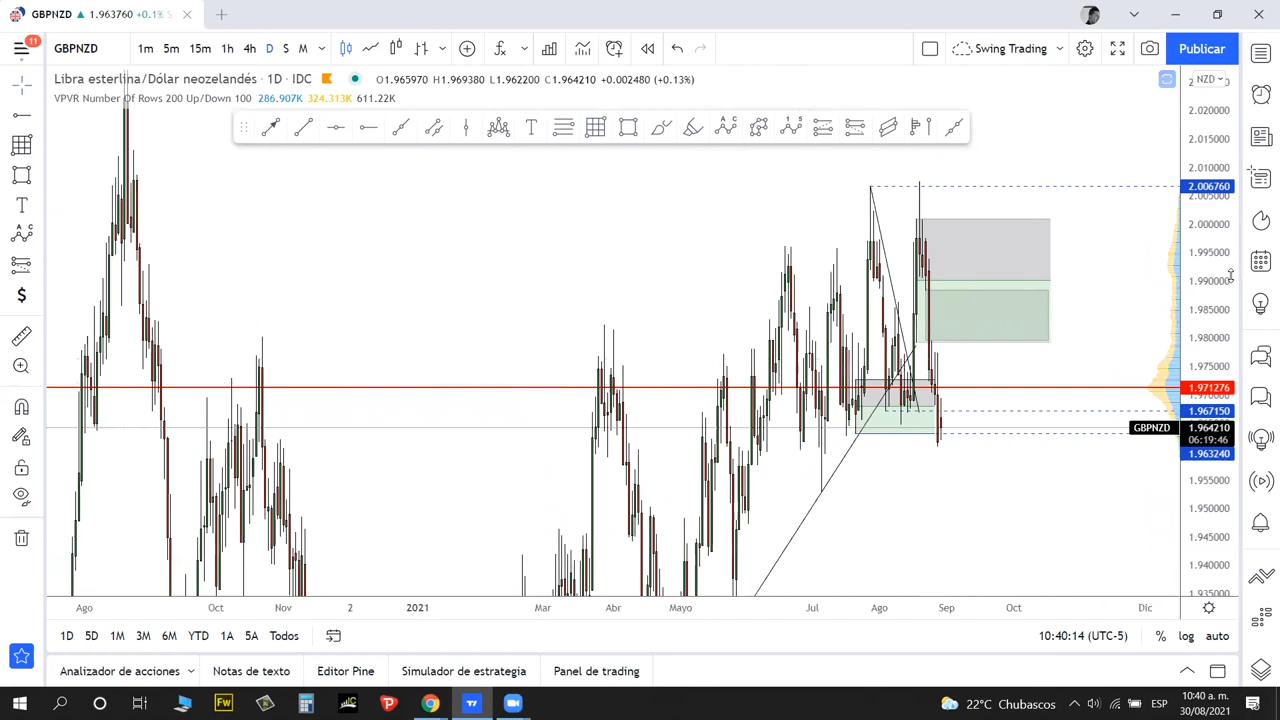 GBPNZD ▲ 1.963760 +0.1% S
11
GBPNZD
1m 5m 15m 1h 4h D S M
Swing Trading
Publicar
Libra esterlina/Dólar neozelandés · 1D · IDC
O1.965970 H1.969380 L1.962200 C1.964210 +0.002480 (+0.13%)
NZD
VPVR Number Of Rows 200 Up/Down 100 286.907K 324.313K 611.22K
2.020000
2.015000
2.010000
2.006760
2.005000
2.000000
1.995000
1.990000
1.985000
1.980000
1.975000
1.971276
1.970000
1.967150
GBPNZD 1.964210
06:19:46
1.963240
1.955000
1.950000
1.945000
1.940000
1.935000
Ago Oct Nov 2 2021 Mar Abr Mayo Jul Ago Sep Oct Dic
1D 5D 1M 3M 6M YTD 1A 5A Todos
10:40:14 (UTC-5) % log auto
Analizador de acciones Notas de texto Editor Pine Simulador de estrategia Panel de trading
Fw
22°C Chubascos
ESP
10:40 a. m.
30/08/2021